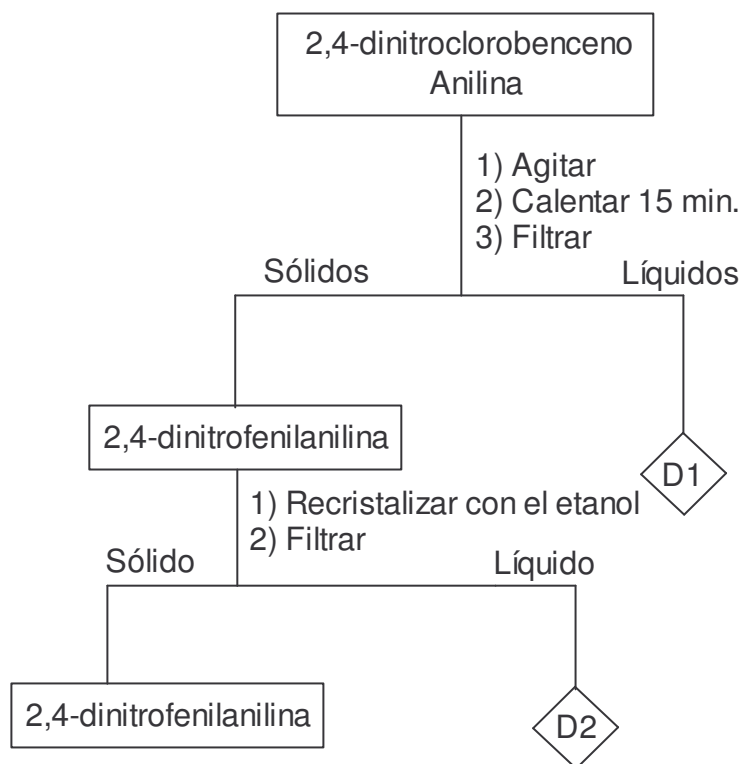 2,4-dinitroclorobenceno
Anilina
1) Agitar
2) Calentar 15 min.
3) Filtrar
Sólidos
Líquidos
2,4-dinitrofenilanilina
D1
1) Recristalizar con el etanol
2) Filtrar
Sólido
Líquido
2,4-dinitrofenilanilina
D2